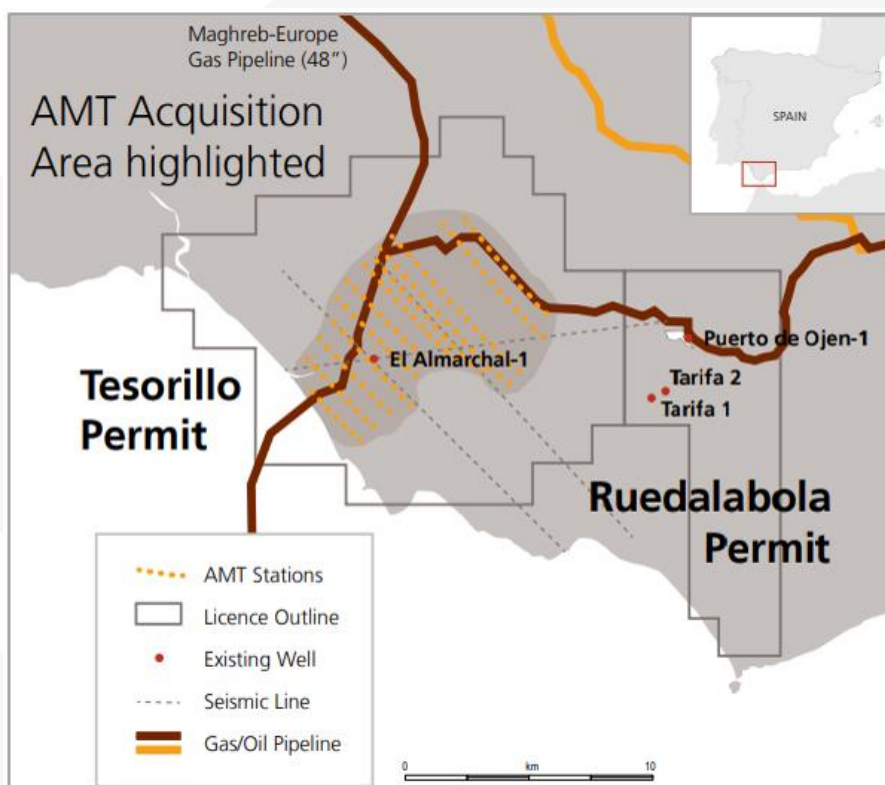 Maghreb-Europe
Gas Pipeline (48")
AMT Acquisition
Area highlighted
SPAIN
Puerto de Ojen-1
El Almarchal-1
Tarifa 2
Tarifa 1
Tesorillo
Permit
Ruedalabola
Permit
AMT Stations
Licence Outline
Existing Well
Seismic Line
Gas/Oil Pipeline
0 km 10